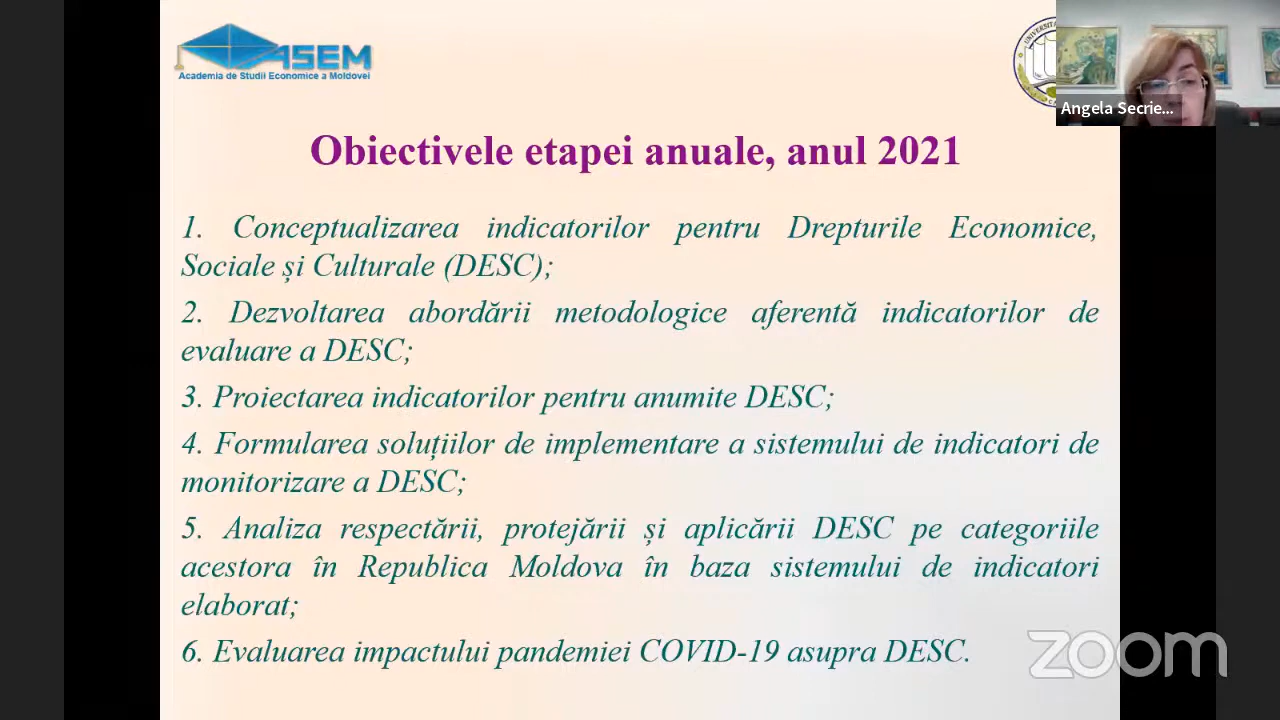 ASEM
Academia de Studii Economice a Moldovei
Angela Secrie...
Obiectivele etapei anuale, anul 2021
1. Conceptualizarea indicatorilor pentru Drepturile Economice,
Sociale și Culturale (DESC);
2. Dezvoltarea abordării metodologice aferentă indicatorilor de
evaluare a DESC;
3. Proiectarea indicatorilor pentru anumite DESC;
4. Formularea soluțiilor de implementare a sistemului de indicatori de
monitorizare a DESC;
5. Analiza respectării, protejării și aplicării DESC pe categoriile
acestora în Republica Moldova în baza sistemului de indicatori
elaborat;
6. Evaluarea impactului pandemiei COVID-19 asupra DESC.
zoom